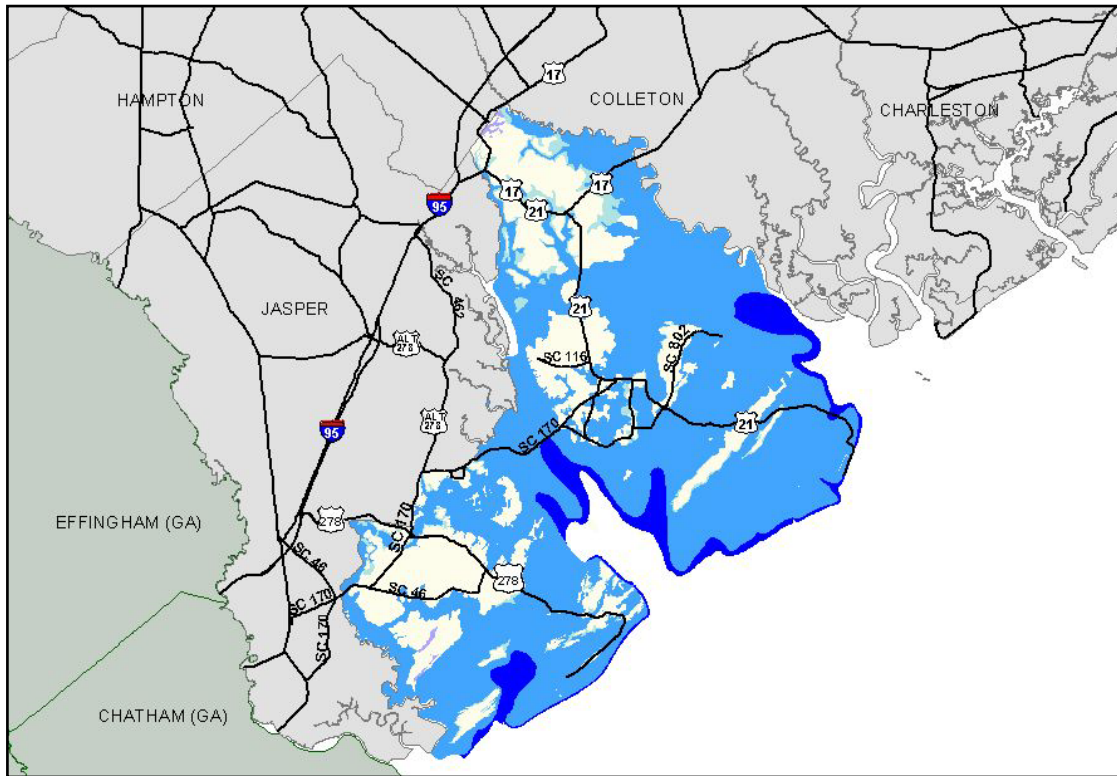 17
HAMPTON
COLLETON
CHARLESTON
17
17
21
95
SC 462
JASPER
21
ALT
278
SC 802
SC 116
ALT
278
95
21
SC 170
EFFINGHAM (GA)
278
SC 170
SC 46
278
SC 46
SC 170
SC 170
CHATHAM (GA)